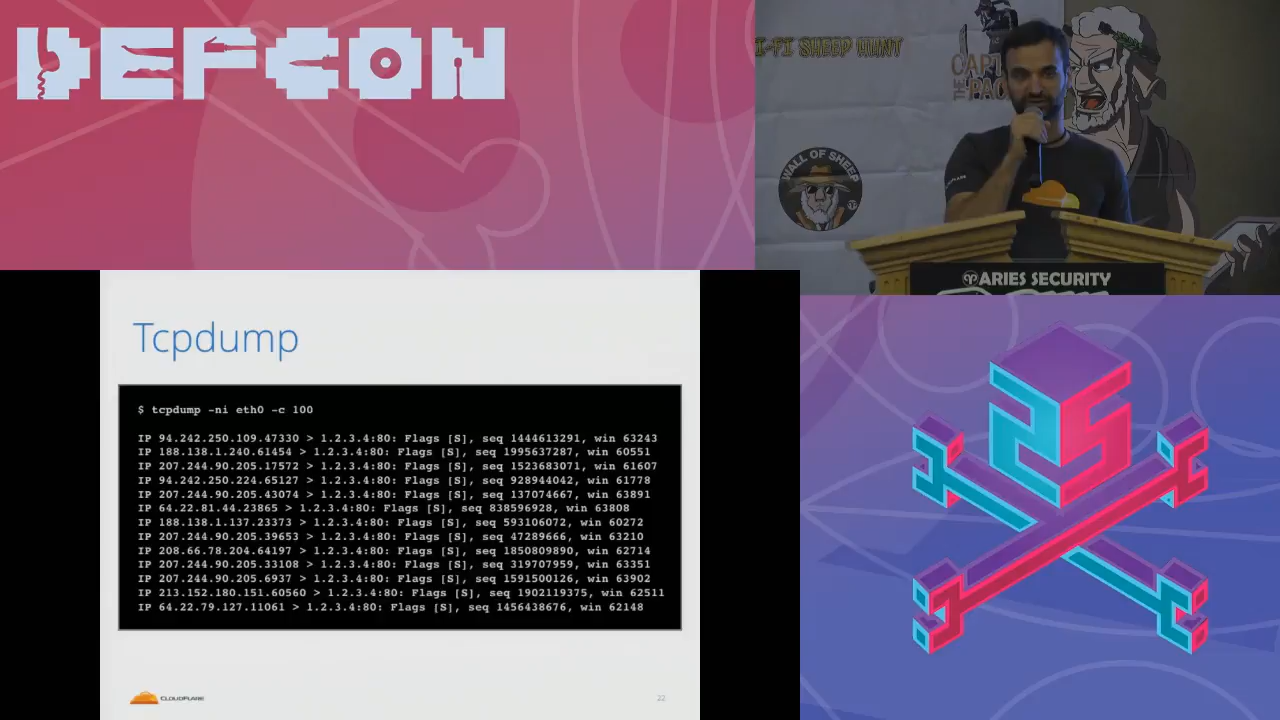 DEFCON
I-FI SHEEP HUNT
CAPT
THE PAC
WALL OF SHEEP
CLOUDFLARE
ARIES SECURITY
Tcpdump
$ tcpdump -ni eth0 -c 100
IP 94.242.250.109.47330 > 1.2.3.4:80: Flags [S], seq 1444613291, win 63243
IP 188.138.1.240.61454 > 1.2.3.4:80: Flags [S], seq 1995637287, win 60551
IP 207.244.90.205.17572 > 1.2.3.4:80: Flags [S], seq 1523683071, win 61607
IP 94.242.250.224.65127 > 1.2.3.4:80: Flags [S], seq 928944042, win 61778
IP 207.244.90.205.43074 > 1.2.3.4:80: Flags [S], seq 137074667, win 63891
IP 64.22.81.44.23865 > 1.2.3.4:80: Flags [S], seq 838596928, win 63808
IP 188.138.1.137.23373 > 1.2.3.4:80: Flags [S], seq 593106072, win 60272
IP 207.244.90.205.39653 > 1.2.3.4:80: Flags [S], seq 47289666, win 63210
IP 208.66.78.204.64197 > 1.2.3.4:80: Flags [S], seq 1850809890, win 62714
IP 207.244.90.205.33108 > 1.2.3.4:80: Flags [S], seq 319707959, win 63351
IP 207.244.90.205.6937 > 1.2.3.4:80: Flags [S], seq 1591500126, win 63902
IP 213.152.180.151.60560 > 1.2.3.4:80: Flags [S], seq 1902119375, win 62511
IP 64.22.79.127.11061 > 1.2.3.4:80: Flags [S], seq 1456438676, win 62148
CLOUDFLARE
22
25